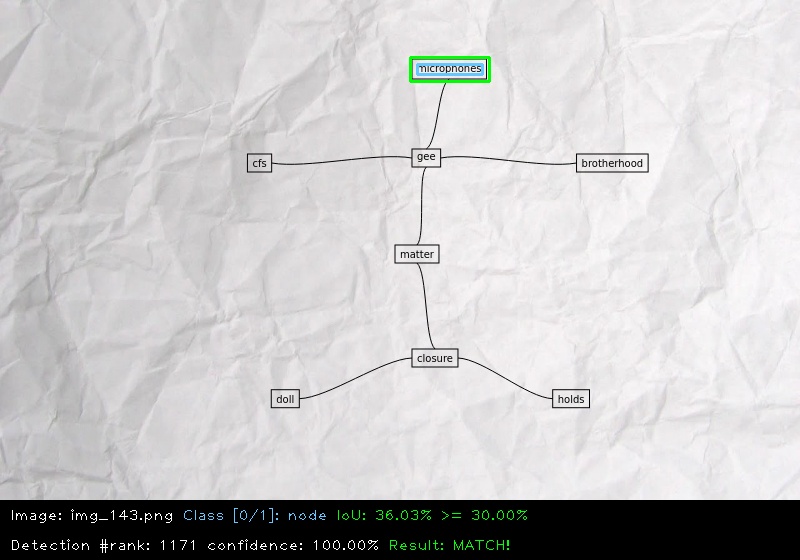 microphones
gee
cfs
brotherhood
matter
closure
doll
holds
Image: img_143.png Class [0/1]: node IoU: 36.03% >= 30.00%
Detection #rank: 1171 confidence: 100.00% Result: MATCH!